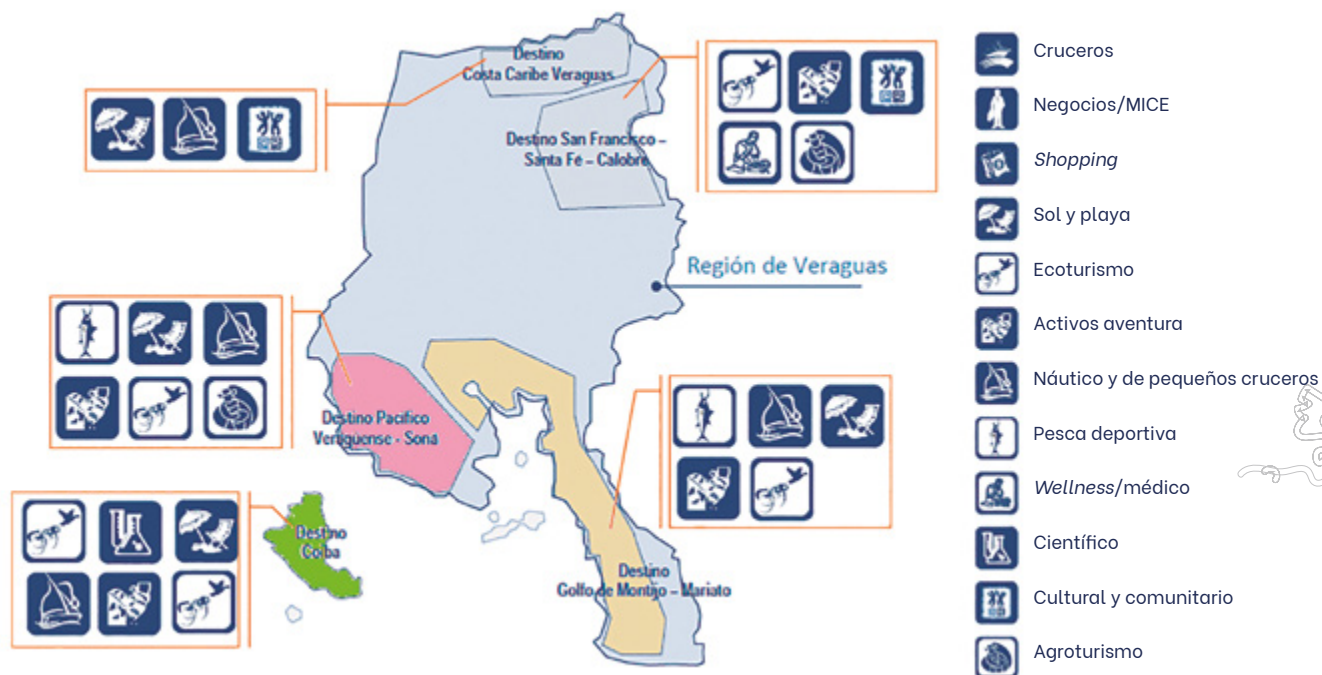 Destino
Costa Caribe Veraguas
Destino San Francisco –
Santa Fé – Calobre
Región de Veraguas
Destino Pacífico
Vertiguense - Soná
Destino
Coiba
Destino
Golfo de Montijo – Mariato
Cruceros
Negocios/MICE
Shopping
Sol y playa
Ecoturismo
Activos aventura
Náutico y de pequeños cruceros
Pesca deportiva
Wellness/médico
Científico
Cultural y comunitario
Agroturismo